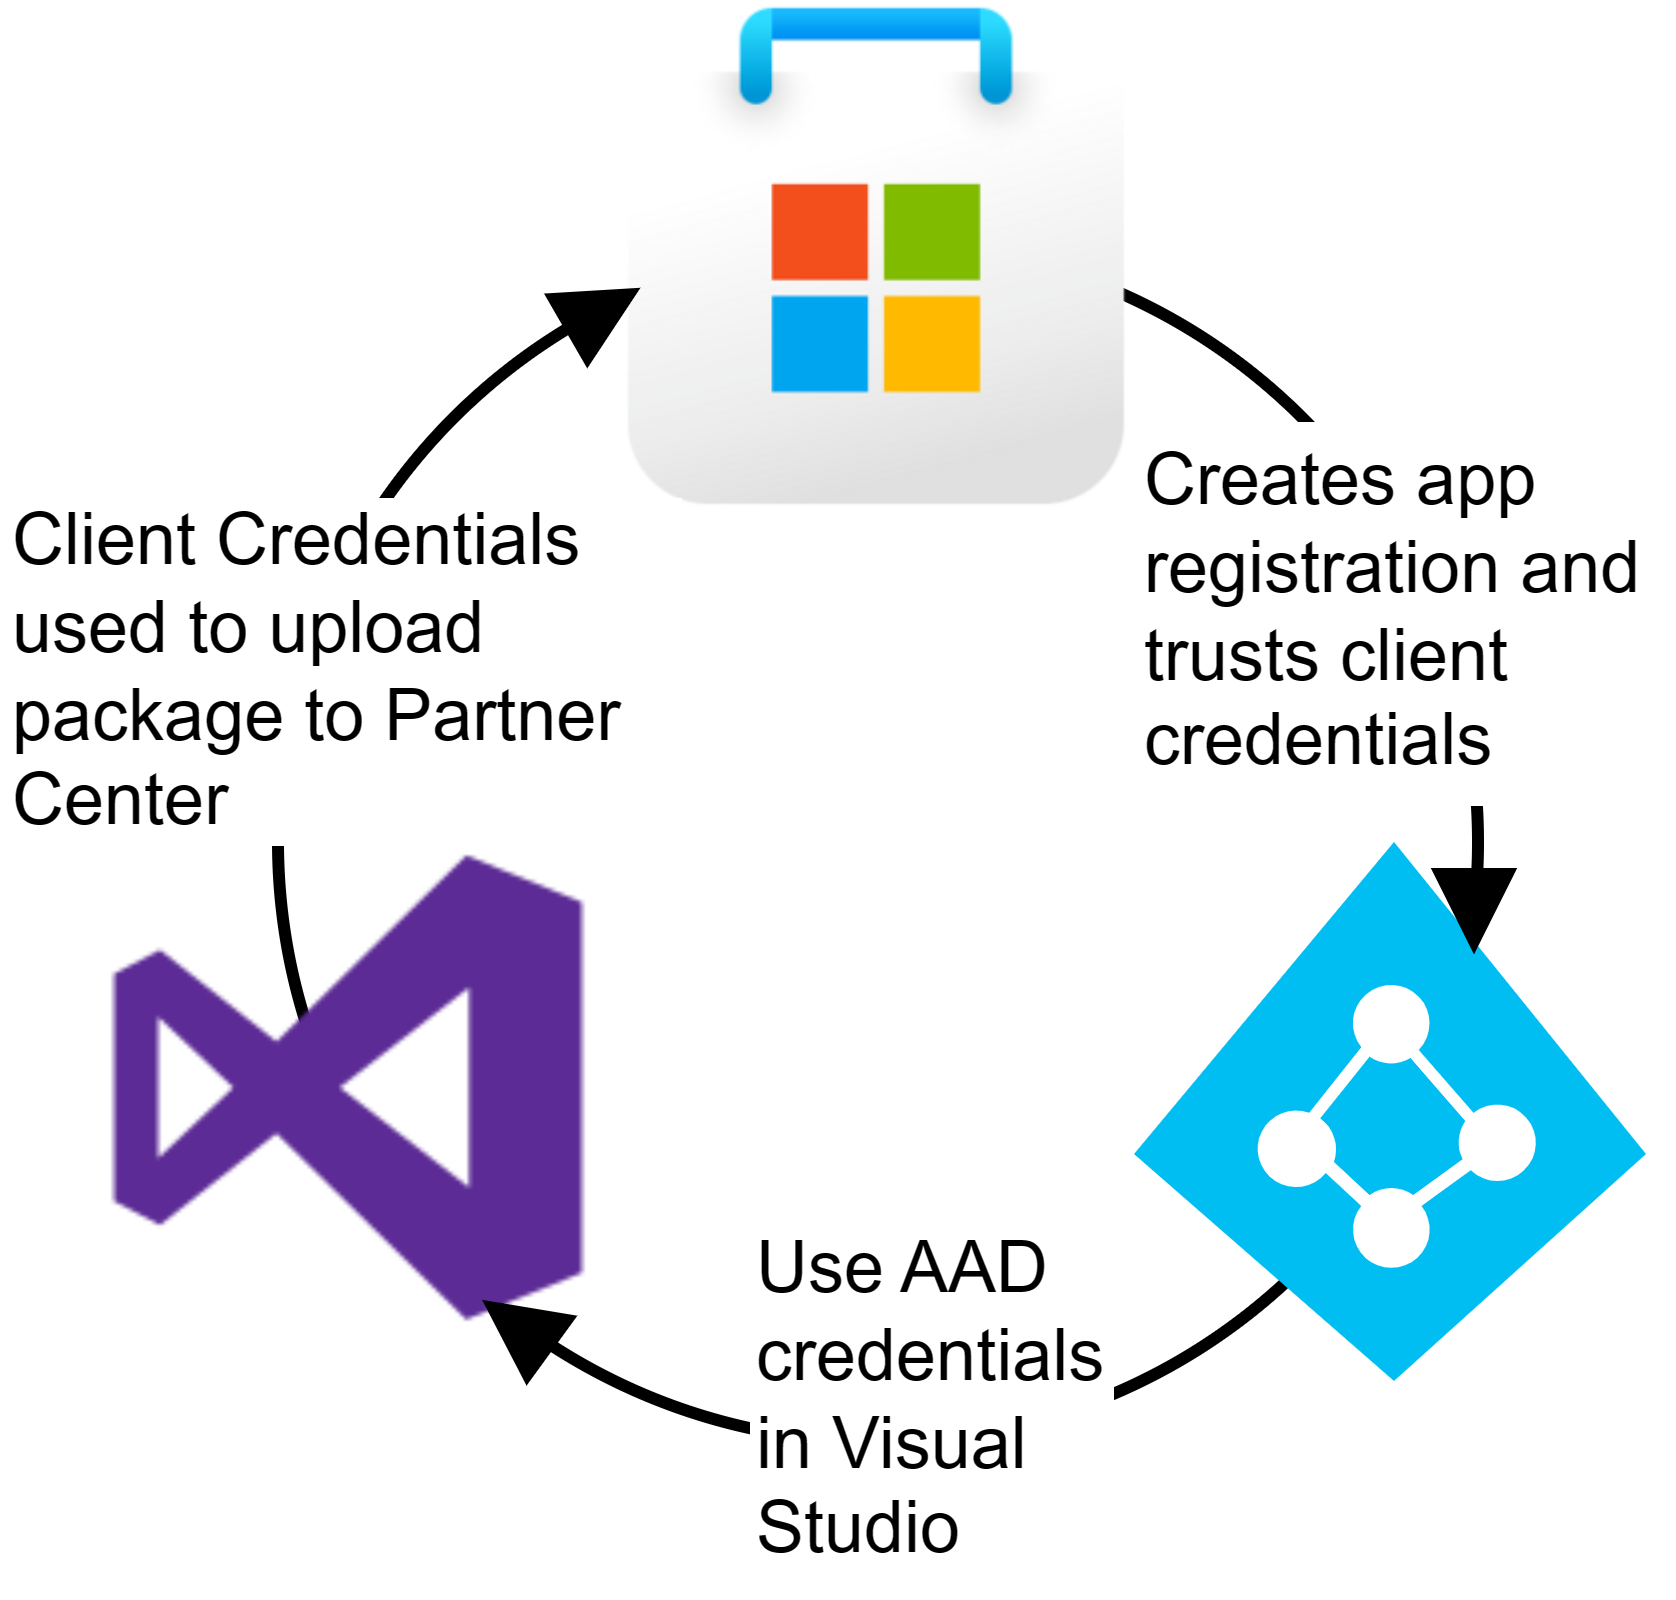 Creates app
registration and
trusts client
credentials
Use AAD
credentials
in Visual
Studio
Client Credentials
used to upload
package to Partner
Center